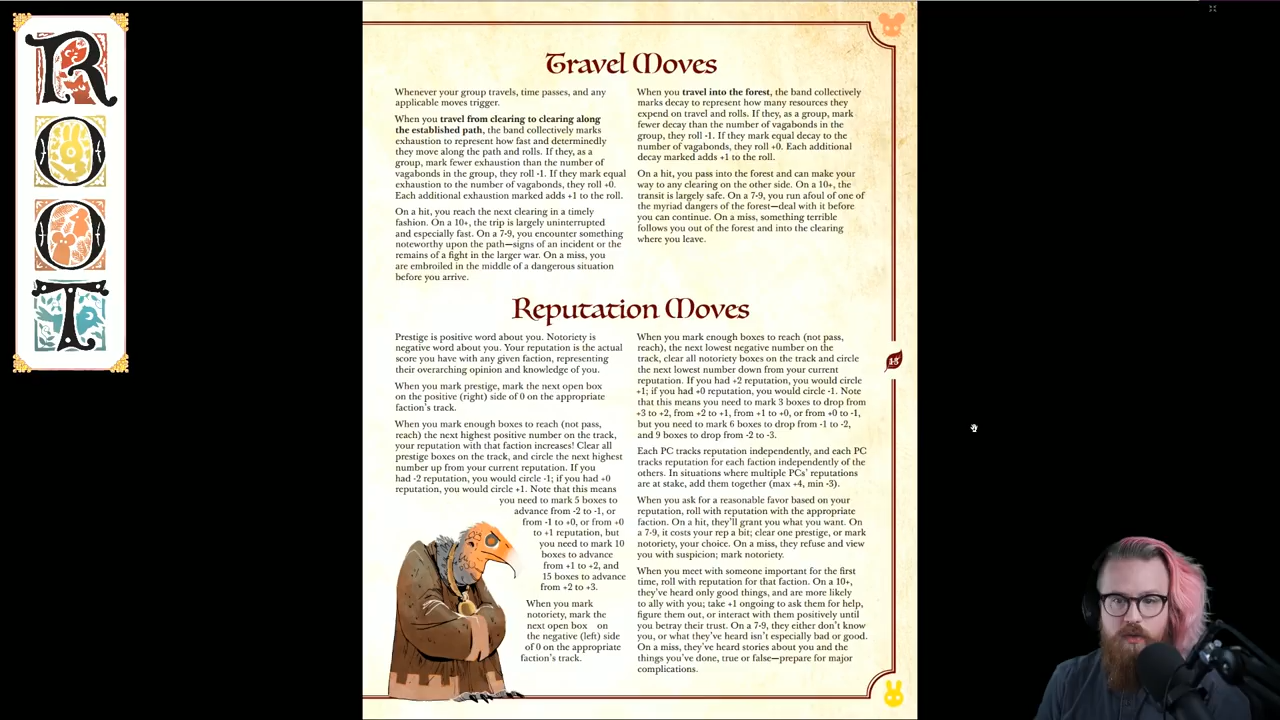 ROOT
Travel Moves
Whenever your group travels, time passes, and any
applicable moves trigger.
When you travel from clearing to clearing along
the established path, the band collectively marks
exhaustion to represent how fast and determinedly
they move along the path and rolls. If they, as a
group, mark fewer exhaustion than the number of
vagabonds in the group, they roll -1. If they mark equal
exhaustion to the number of vagabonds, they roll +0.
Each additional exhaustion marked adds +1 to the roll.
On a hit, you reach the next clearing in a timely
fashion. On a 10+, the trip is largely uninterrupted
and especially fast. On a 7-9, you encounter something
noteworthy upon the path—signs of an incident or the
remains of a fight in the larger war. On a miss, you
are embroiled in the middle of a dangerous situation
before you arrive.
When you travel into the forest, the band collectively
marks decay to represent how many resources they
expend on travel and rolls. If they, as a group, mark
fewer decay than the number of vagabonds in the
group, they roll -1. If they mark equal decay to the
number of vagabonds, they roll +0. Each additional
decay marked adds +1 to the roll.
On a hit, you pass into the forest and can make your
way to any clearing on the other side. On a 10+, the
transit is largely safe. On a 7-9, you run afoul of one of
the myriad dangers of the forest—deal with it before
you can continue. On a miss, something terrible
follows you out of the forest and into the clearing
where you leave.
Reputation Moves
Prestige is positive word about you. Notoriety is
negative word about you. Your reputation is the actual
score you have with any given faction, representing
their overarching opinion and knowledge of you.
When you mark prestige, mark the next open box
on the positive (right) side of 0 on the appropriate
faction's track.
When you mark enough boxes to reach (not pass,
reach) the next highest positive number on the track,
your reputation with that faction increases! Clear all
prestige boxes on the track, and circle the next highest
number up from your current reputation. If you
had -2 reputation, you would circle -1; if you had +0
reputation, you would circle +1. Note that this means
you need to mark 5 boxes to
advance from -2 to -1, or
from -1 to +0, or from +0
to +1 reputation, but
you need to mark 10
boxes to advance
from +1 to +2, and
15 boxes to advance
from +2 to +3.
When you mark
notoriety, mark the
next open box on
the negative (left) side
of 0 on the appropriate
faction's track.
When you mark enough boxes to reach (not pass,
reach), the next lowest negative number on the
track, clear all notoriety boxes on the track and circle
the next lowest number down from your current
reputation. If you had +2 reputation, you would circle
+1; if you had +0 reputation, you would circle -1. Note
that this means you need to mark 3 boxes to drop from
+3 to +2, from +2 to +1, from +1 to +0, or from +0 to -1,
but you need to mark 6 boxes to drop from -1 to -2,
and 9 boxes to drop from -2 to -3.
Each PC tracks reputation independently, and each PC
tracks reputation for each faction independently of the
others. In situations where multiple PCs' reputations
are at stake, add them together (max +4, min -3).
When you ask for a reasonable favor based on your
reputation, roll with reputation with the appropriate
faction. On a hit, they'll grant you what you want. On
a 7-9, it costs your rep a bit; clear one prestige, or mark
notoriety, your choice. On a miss, they refuse and view
you with suspicion; mark notoriety.
When you meet with someone important for the first
time, roll with reputation for that faction. On a 10+,
they've heard only good things, and are more likely
to ally with you; take +1 ongoing to ask them for help,
figure them out, or interact with them positively until
you betray their trust. On a 7-9, they either don't know
you, or what they've heard isn't especially bad or good.
On a miss, they've heard stories about you and the
things you've done, true or false—prepare for major
complications.